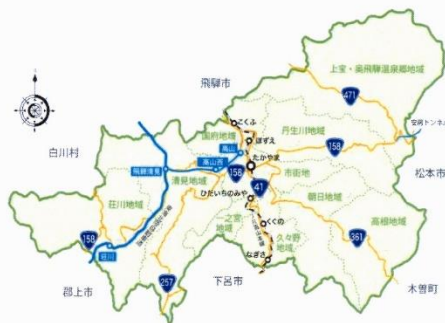 飛騨市
上宝・奥飛騨温泉郷地域
471
安房トンネル
こくふ
国府地域
ほずえ
丹生川地域
白川村
高山
158
飛騨清見
高山西
たかやま
松本市
158
市街地
清見地域
ひだいちのみや
41
朝日地域
荘川地域
之宮
地域
くぐの
高根地域
久々野
地域
361
158
荘川
なぎさ
257
木曽町
郡上市
下呂市